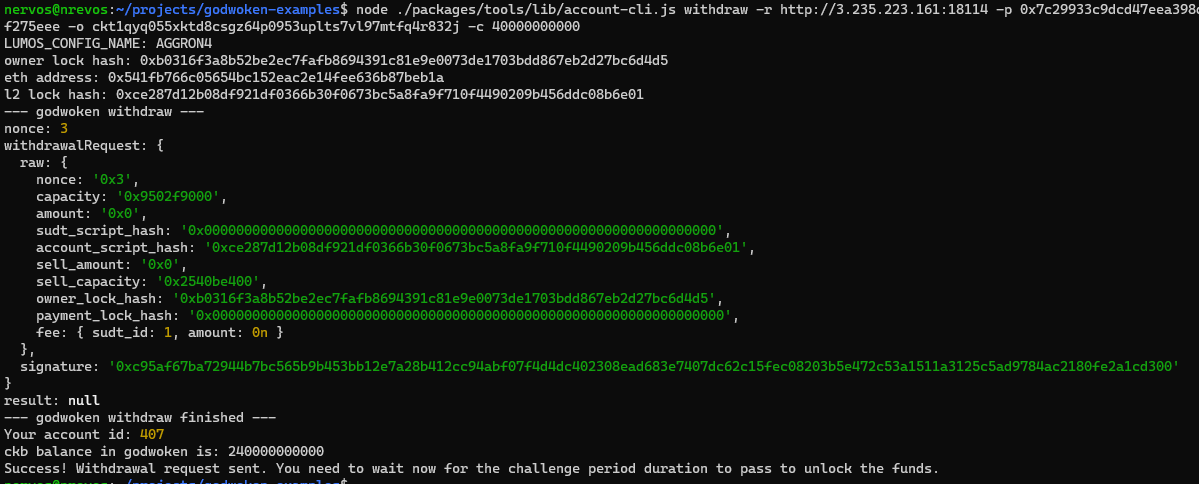 nervos@nrevos:~/projects/godwoken-examples$ node ./packages/tools/lib/account-cli.js withdraw -r http://3.235.223.161:18114 -p 0x7c29933c9dcd47eea398c
f275eee -o ckt1qyq055xktd8csgz64p0953uplts7vl97mtfq4r832j -c 40000000000
LUMOS_CONFIG_NAME: AGGRON4
owner lock hash: 0xb0316f3a8b52be2ec7fafb8694391c81e9e0073de1703bdd867eb2d27bc6d4d5
eth address: 0x541fb766c05654bc152eac2e14fee636b87beb1a
l2 lock hash: 0xce287d12b08df921df0366b30f0673bc5a8fa9f710f4490209b456ddc08b6e01
--- godwoken withdraw ---
nonce: 3
withdrawalRequest: {
  raw: {
    nonce: '0x3',
    capacity: '0x9502f9000',
    amount: '0x0',
    sudt_script_hash: '0x0000000000000000000000000000000000000000000000000000000000000000',
    account_script_hash: '0xce287d12b08df921df0366b30f0673bc5a8fa9f710f4490209b456ddc08b6e01',
    sell_amount: '0x0',
    sell_capacity: '0x2540be400',
    owner_lock_hash: '0xb0316f3a8b52be2ec7fafb8694391c81e9e0073de1703bdd867eb2d27bc6d4d5',
    payment_lock_hash: '0x0000000000000000000000000000000000000000000000000000000000000000',
    fee: { sudt_id: 1, amount: 0n }
  },
  signature: '0xc95af67ba72944b7bc565b9b453bb12e7a28b412cc94abf07f4d4dc402308ead683e7407dc62c15fec08203b5e472c53a1511a3125c5ad9784ac2180fe2a1cd300'
}
result: null
--- godwoken withdraw finished ---
Your account id: 407
ckb balance in godwoken is: 240000000000
Success! Withdrawal request sent. You need to wait now for the challenge period duration to pass to unlock the funds.
nervos@nrevos:~/projects/godwoken-examples$